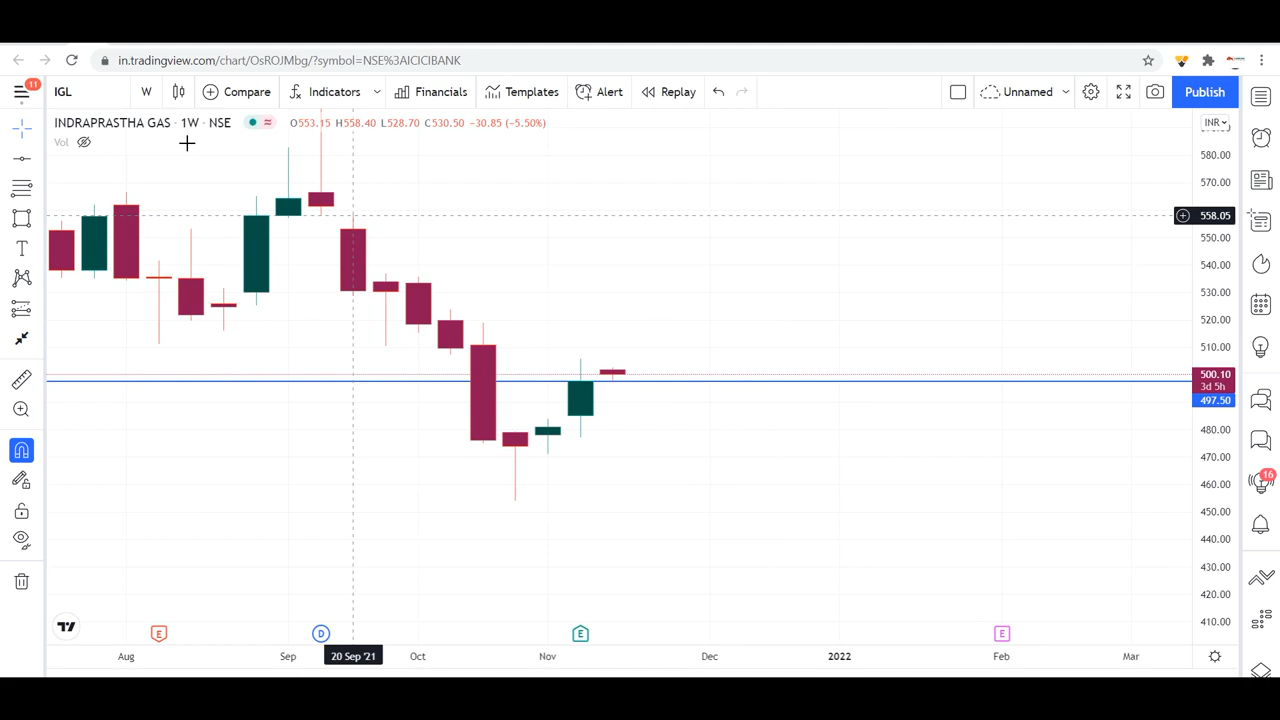 in.tradingview.com/chart/OsROJMbg/?symbol=NSE%3AICICIBANK
11
IGL W Compare Indicators Financials Templates Alert Replay Unnamed Publish
INDRAPRASTHA GAS · 1W · NSE O553.15 H558.40 L528.70 C530.50 −30.85 (−5.50%)
INR
Vol
580.00
570.00
558.05
550.00
540.00
530.00
520.00
510.00
500.10
3d 5h
497.50
480.00
470.00
16
460.00
450.00
440.00
430.00
420.00
410.00
E D E E
Aug Sep 20 Sep '21 Oct Nov Dec 2022 Feb Mar